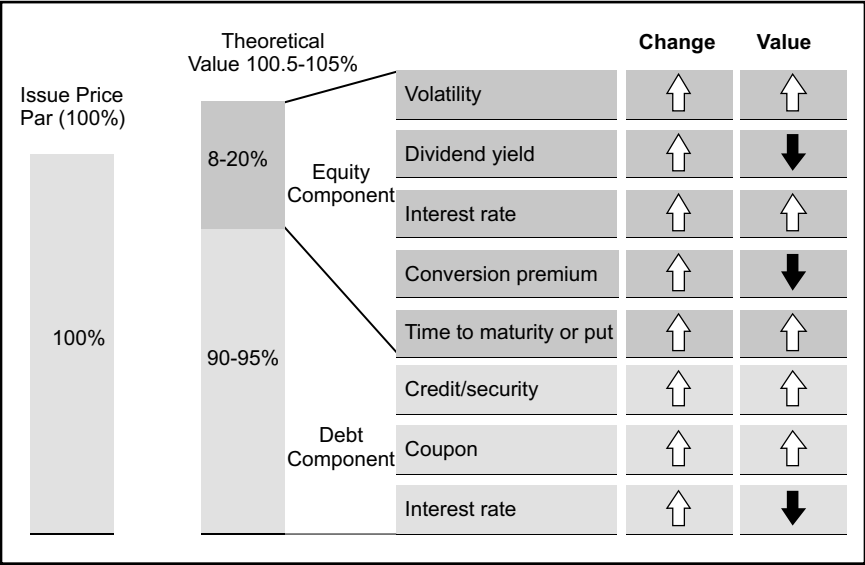 Theoretical
Value 100.5-105%
Change
Value
Issue Price
Par (100%)
100%
8-20%
90-95%
Equity
Component
Debt
Component
Volatility
Dividend yield
Interest rate
Conversion premium
Time to maturity or put
Credit/security
Coupon
Interest rate